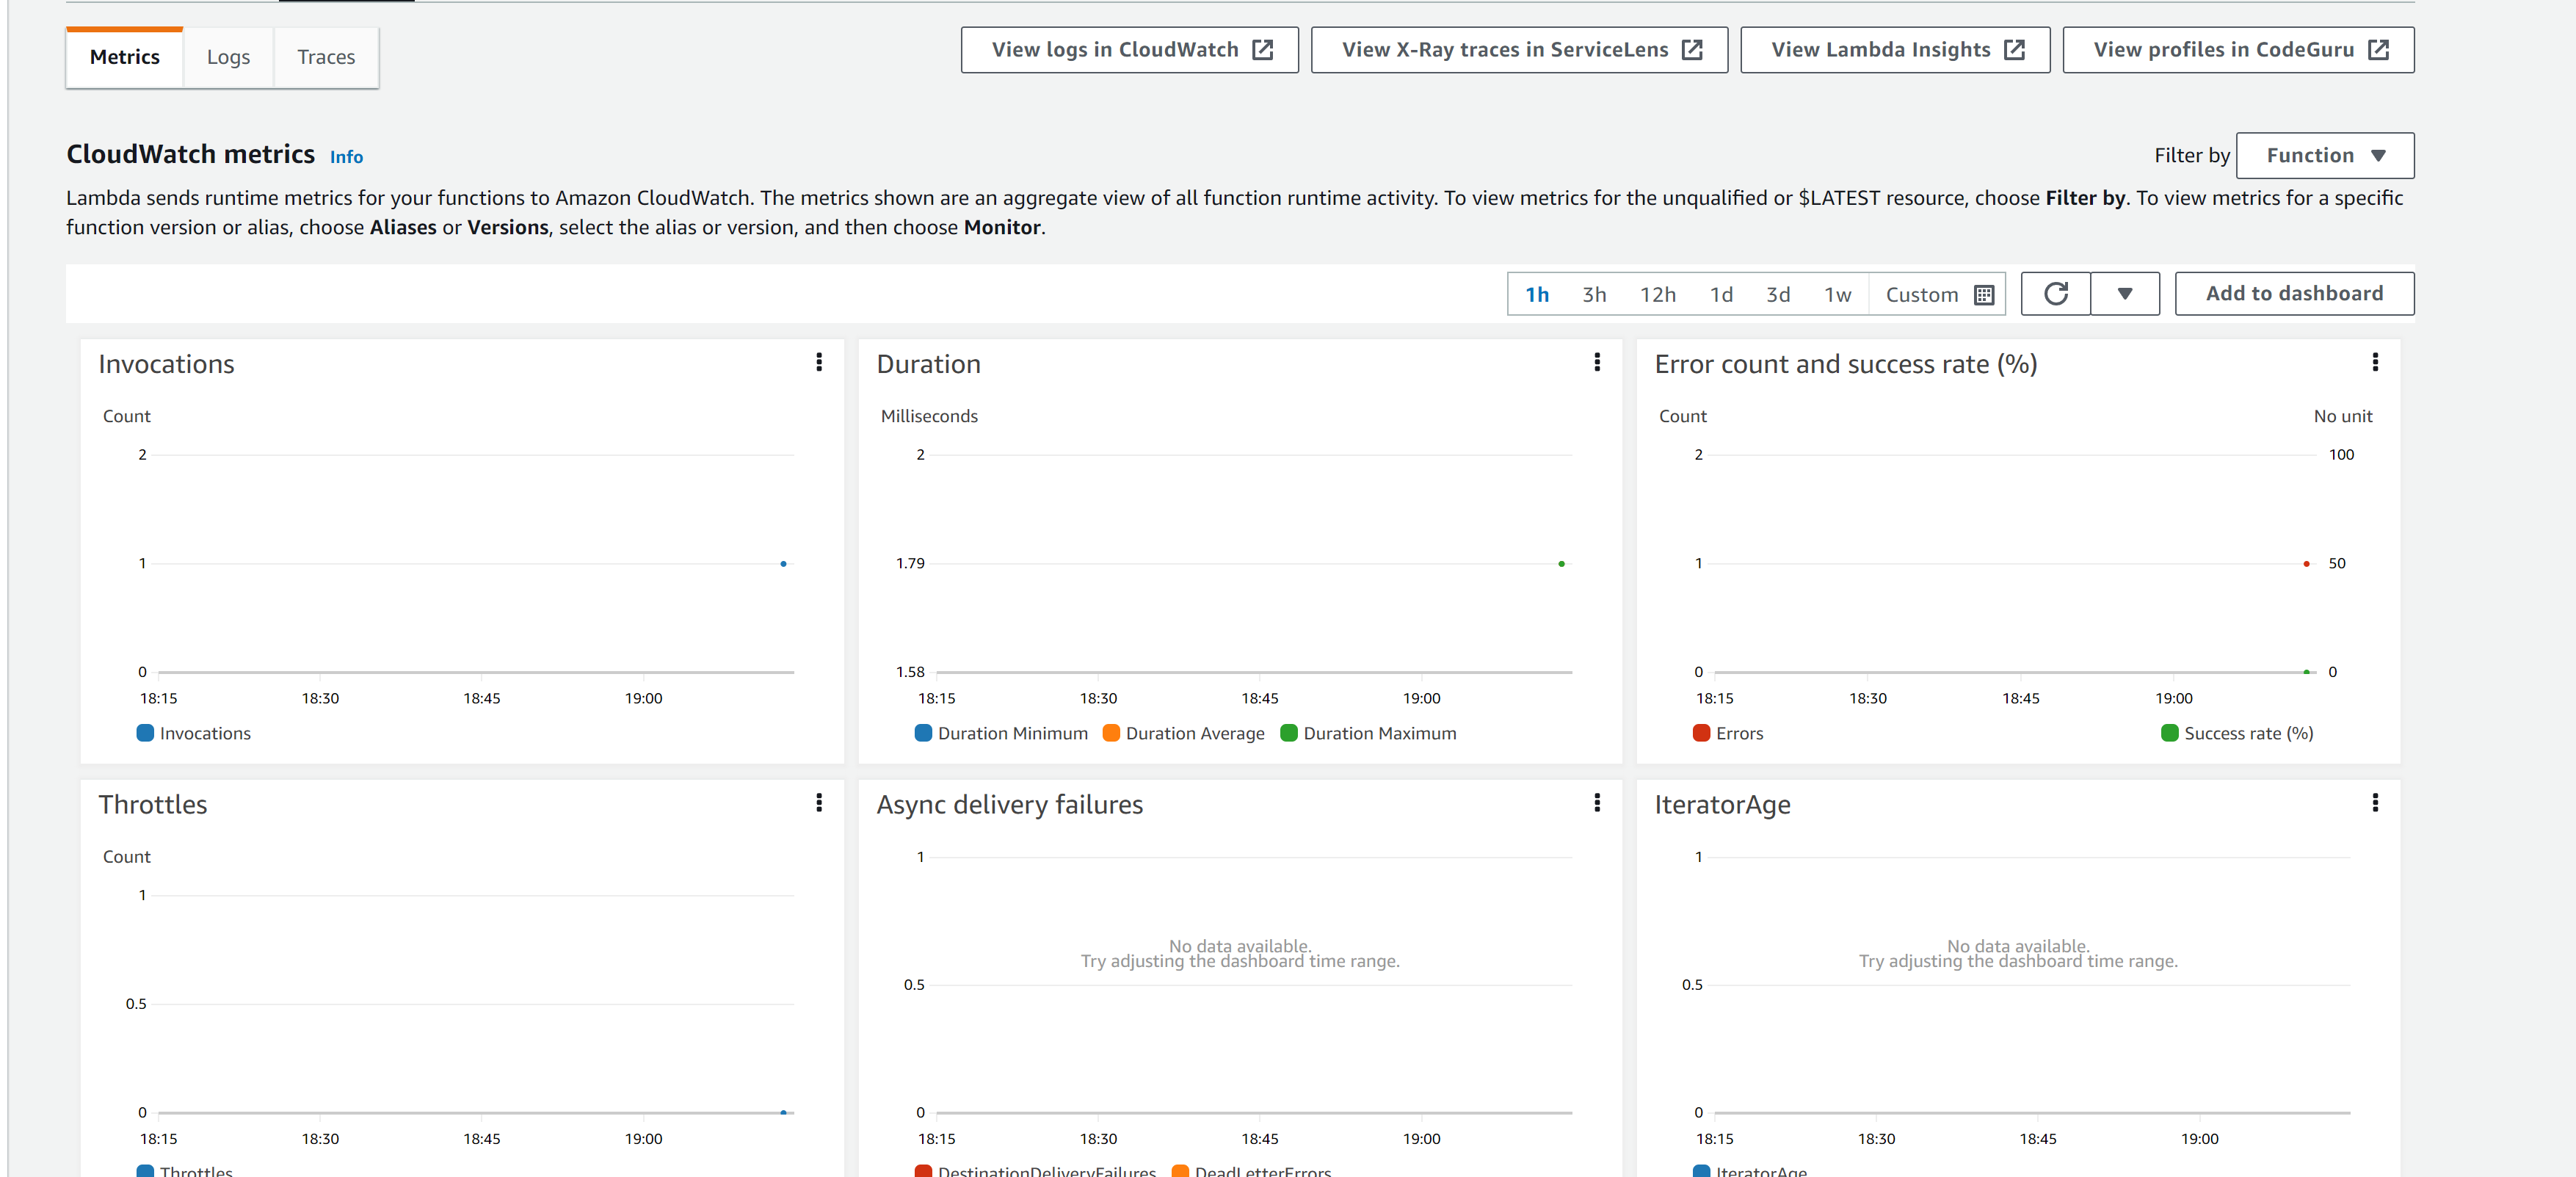 Metrics Logs Traces View logs in CloudWatch View X-Ray traces in ServiceLens View Lambda Insights View profiles in CodeGuru
CloudWatch metrics Info Filter by Function
Lambda sends runtime metrics for your functions to Amazon CloudWatch. The metrics shown are an aggregate view of all function runtime activity. To view metrics for the unqualified or $LATEST resource, choose Filter by. To view metrics for a specific
function version or alias, choose Aliases or Versions, select the alias or version, and then choose Monitor.
1h 3h 12h 1d 3d 1w Custom Add to dashboard
Invocations
Count
2
1
0
18:15 18:30 18:45 19:00
Invocations
Duration
Milliseconds
2
1.79
1.58
18:15 18:30 18:45 19:00
Duration Minimum Duration Average Duration Maximum
Error count and success rate (%)
Count No unit
2 100
1 50
0 0
18:15 18:30 18:45 19:00
Errors Success rate (%)
Throttles
Count
1
0.5
0
18:15 18:30 18:45 19:00
Throttles
Async delivery failures
1
No data available.
Try adjusting the dashboard time range.
0.5
0
18:15 18:30 18:45 19:00
DestinationDeliveryFailures DeadLetterErrors
IteratorAge
1
No data available.
Try adjusting the dashboard time range.
0.5
0
18:15 18:30 18:45 19:00
IteratorAge